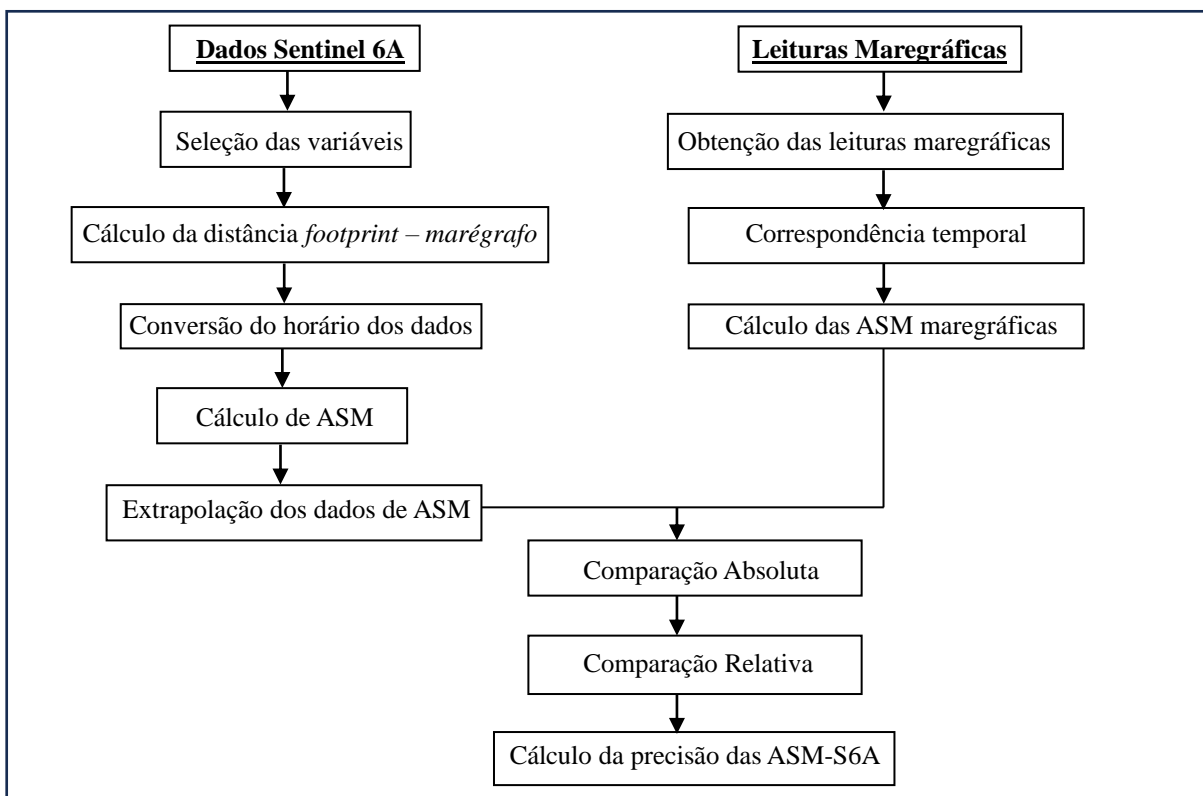 Dados Sentinel 6A
Leituras Maregráficas
Seleção das variáveis
Obtenção das leituras maregráficas
Cálculo da distância footprint – marégrafo
Correspondência temporal
Conversão do horário dos dados
Cálculo das ASM maregráficas
Cálculo de ASM
Extrapolação dos dados de ASM
Comparação Absoluta
Comparação Relativa
Cálculo da precisão das ASM-S6A